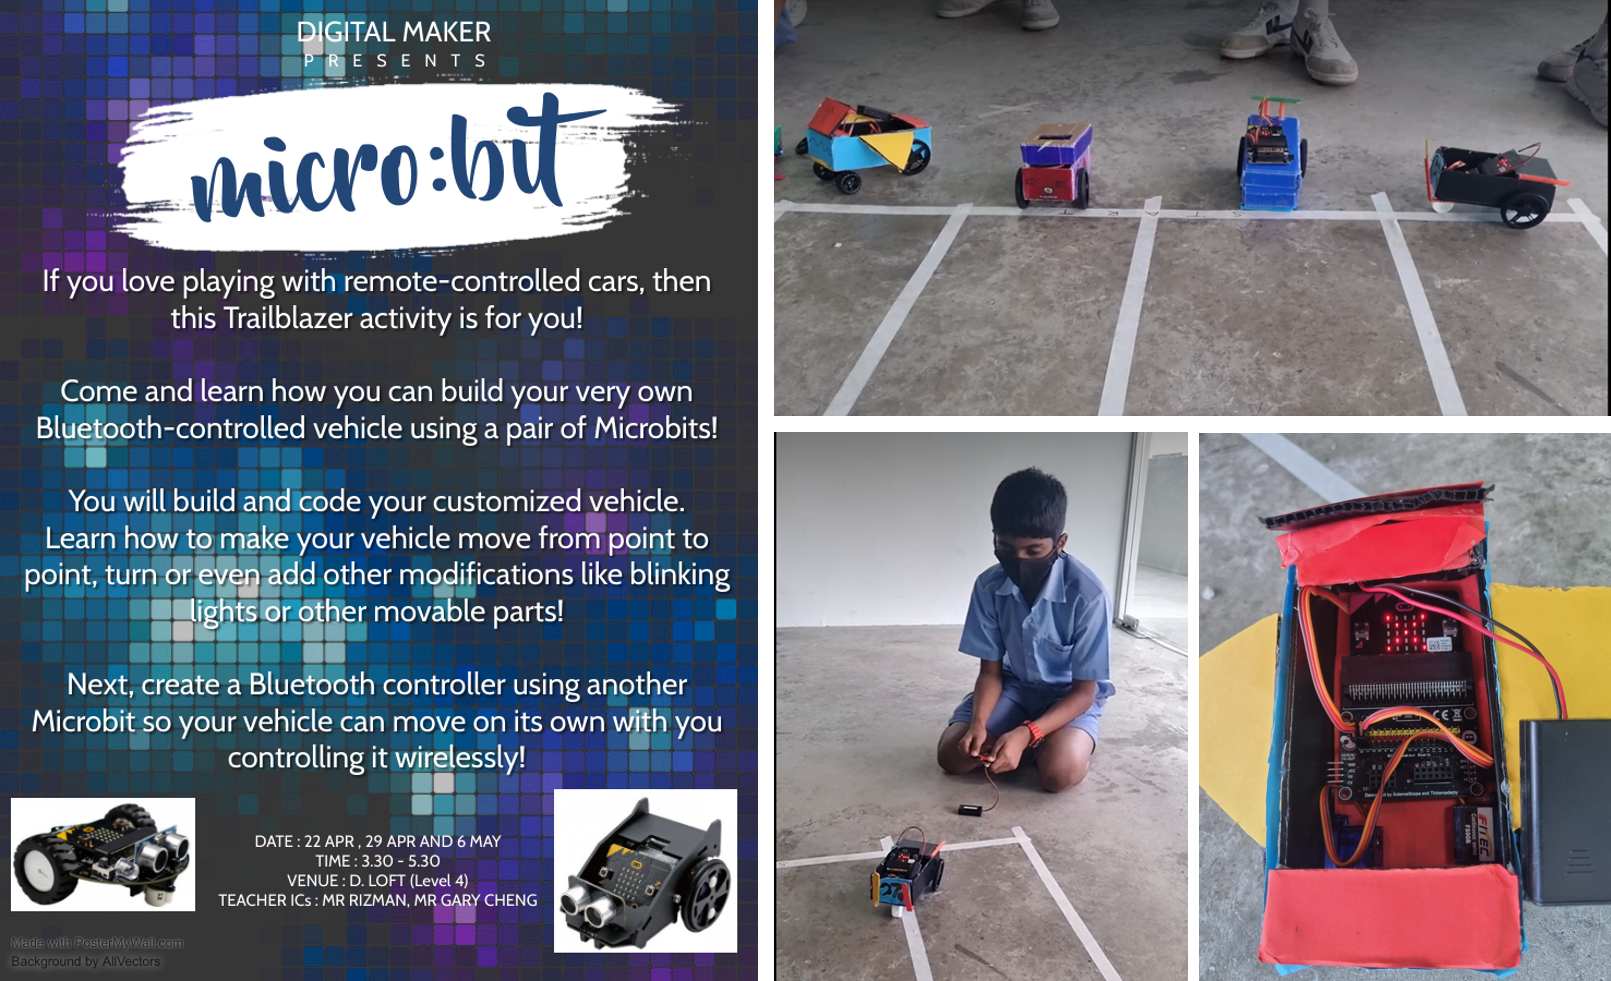 DIGITAL MAKER
PRESENTS
micro:bit
If you love playing with remote-controlled cars, then
this Trailblazer activity is for you!
Come and learn how you can build your very own
Bluetooth-controlled vehicle using a pair of Microbits!
You will build and code your customized vehicle.
Learn how to make your vehicle move from point to
point, turn or even add other modifications like blinking
lights or other movable parts!
Next, create a Bluetooth controller using another
Microbit so your vehicle can move on its own with you
controlling it wirelessly!
DATE : 22 APR , 29 APR AND 6 MAY
TIME : 3.30 - 5.30
VENUE : D. LOFT (Level 4)
TEACHER ICs : MR RIZMAN, MR GARY CHENG
Made with PosterMyWall.com
Background by AllVectors